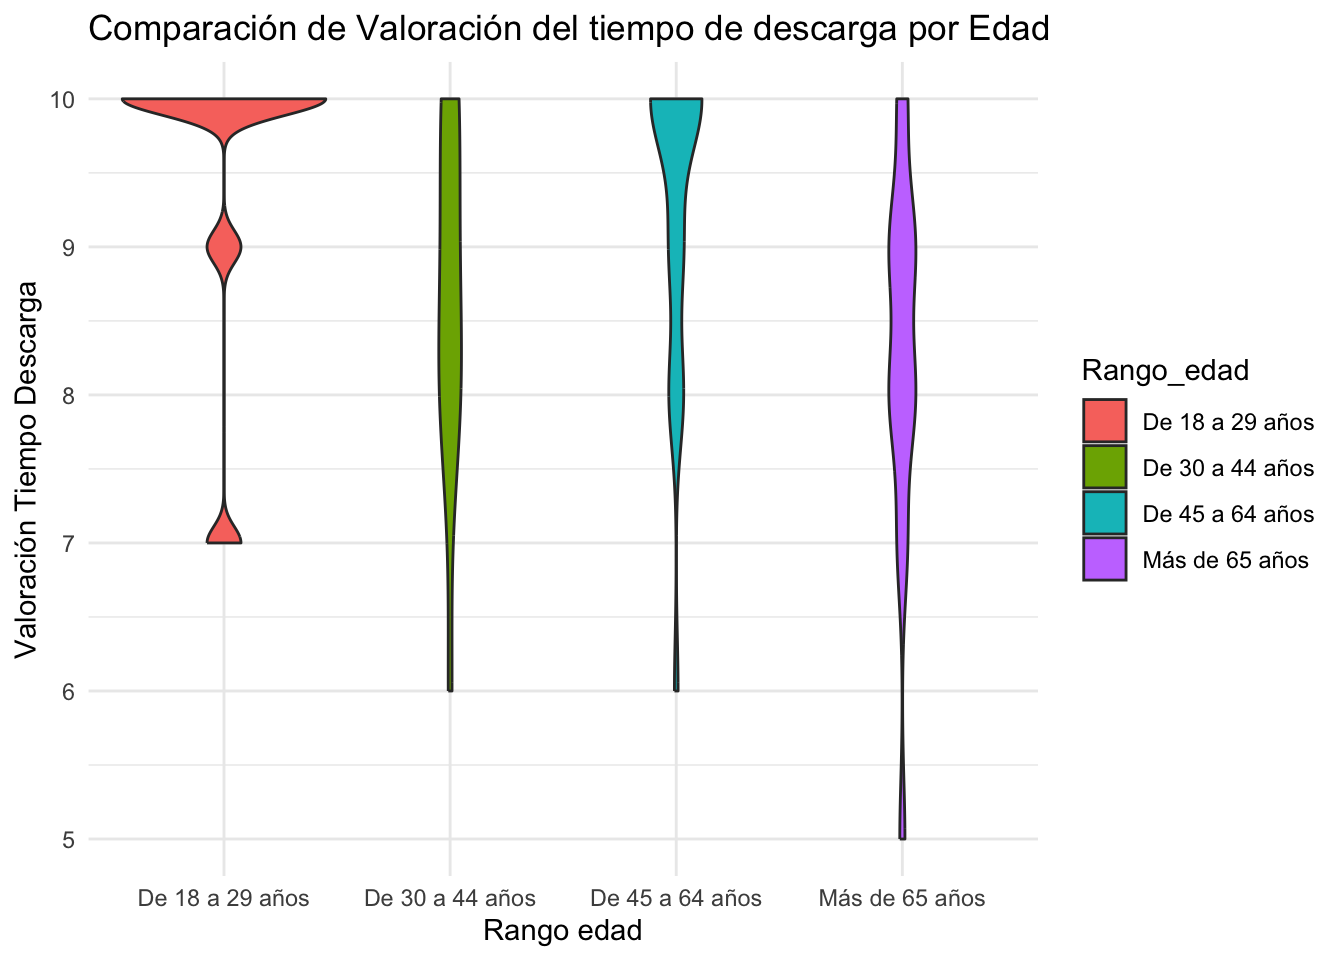 Comparación de Valoración del tiempo de descarga por Edad
Valoración Tiempo Descarga
10
9
8
7
6
5
De 18 a 29 años
De 30 a 44 años
De 45 a 64 años
Más de 65 años
Rango edad
Rango_edad
De 18 a 29 años
De 30 a 44 años
De 45 a 64 años
Más de 65 años